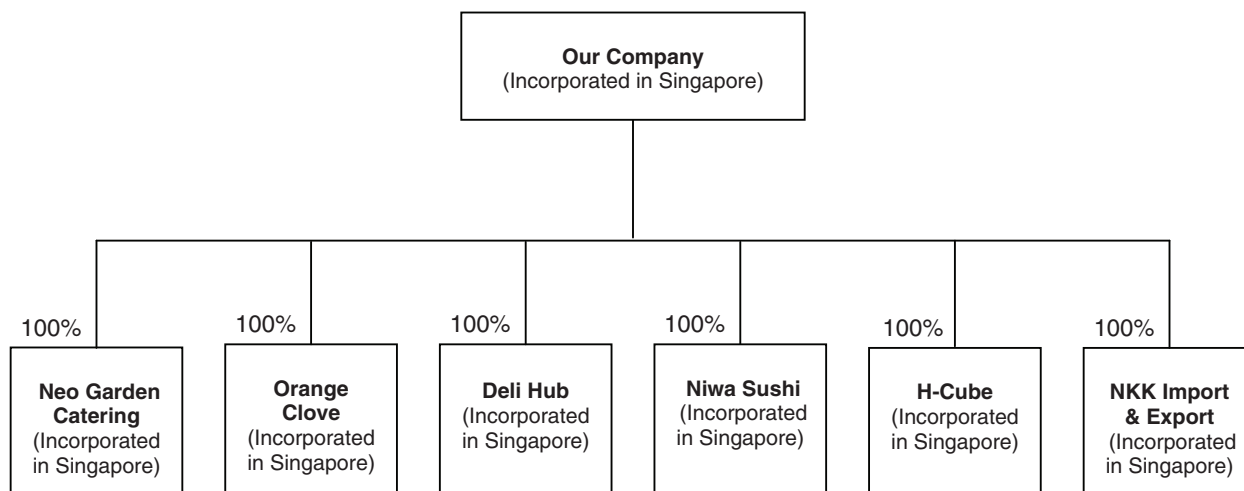 Our Company
(Incorporated in Singapore)
100%
100%
100%
100%
100%
100%
Neo Garden
Catering
(Incorporated
in Singapore)
Orange
Clove
(Incorporated
in Singapore)
Deli Hub
(Incorporated
in Singapore)
Niwa Sushi
(Incorporated
in Singapore)
H-Cube
(Incorporated
in Singapore)
NKK Import
& Export
(Incorporated
in Singapore)